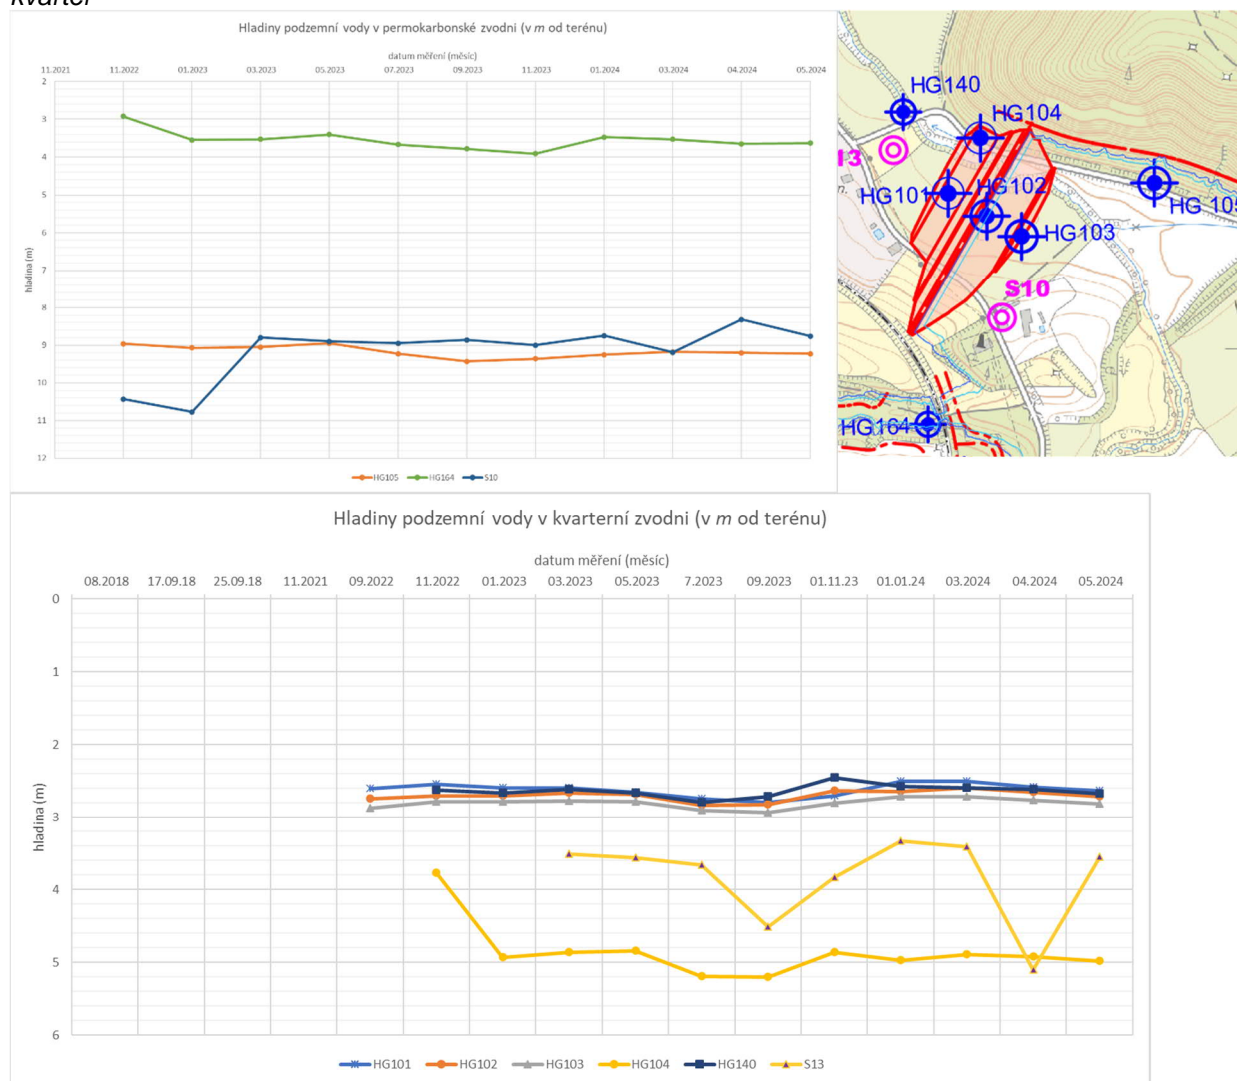 kvartér
Hladiny podzemní vody v permokarbonské zvodni (v m od terénu)
datum měření (měsíc)
11.2021 11.2022 01.2023 03.2023 05.2023 07.2023 09.2023 11.2023 01.2024 03.2024 04.2024 05.2024
2
3
4
5
6
7
8
9
10
11
12
hladina (m)
HG105 HG164 S10
HG140
HG104
13
HG101
HG102
HG 105
HG103
S10
HG164
Hladiny podzemní vody v kvarterní zvodni (v m od terénu)
datum měření (měsíc)
08.2018 17.09.18 25.09.18 11.2021 09.2022 11.2022 01.2023 03.2023 05.2023 7.2023 09.2023 01.11.23 01.01.24 03.2024 04.2024 05.2024
0
1
2
3
4
5
6
hladina (m)
HG101 HG102 HG103 HG104 HG140 S13